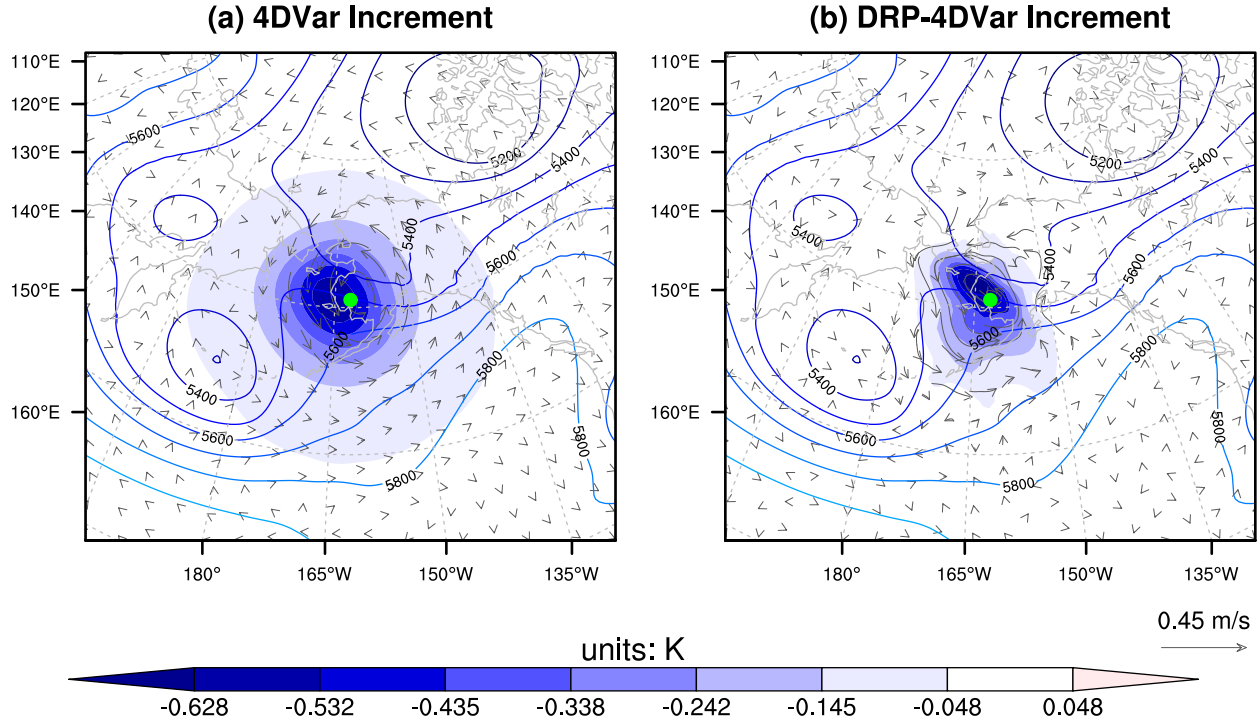 (a) 4DVar Increment
(b) DRP-4DVar Increment
110°E
120°E
130°E
140°E
150°E
160°E
180°
165°W
150°W
135°W
5600
5200
5400
5400
5600
5600
5400
5600
5800
5800
5800
110°E
120°E
130°E
140°E
150°E
160°E
180°
165°W
150°W
135°W
5200
5400
5400
5400
5600
5600
5400
5600
5800
5800
5800
0.45 m/s
units: K
-0.628 -0.532 -0.435 -0.338 -0.242 -0.145 -0.048 0.048